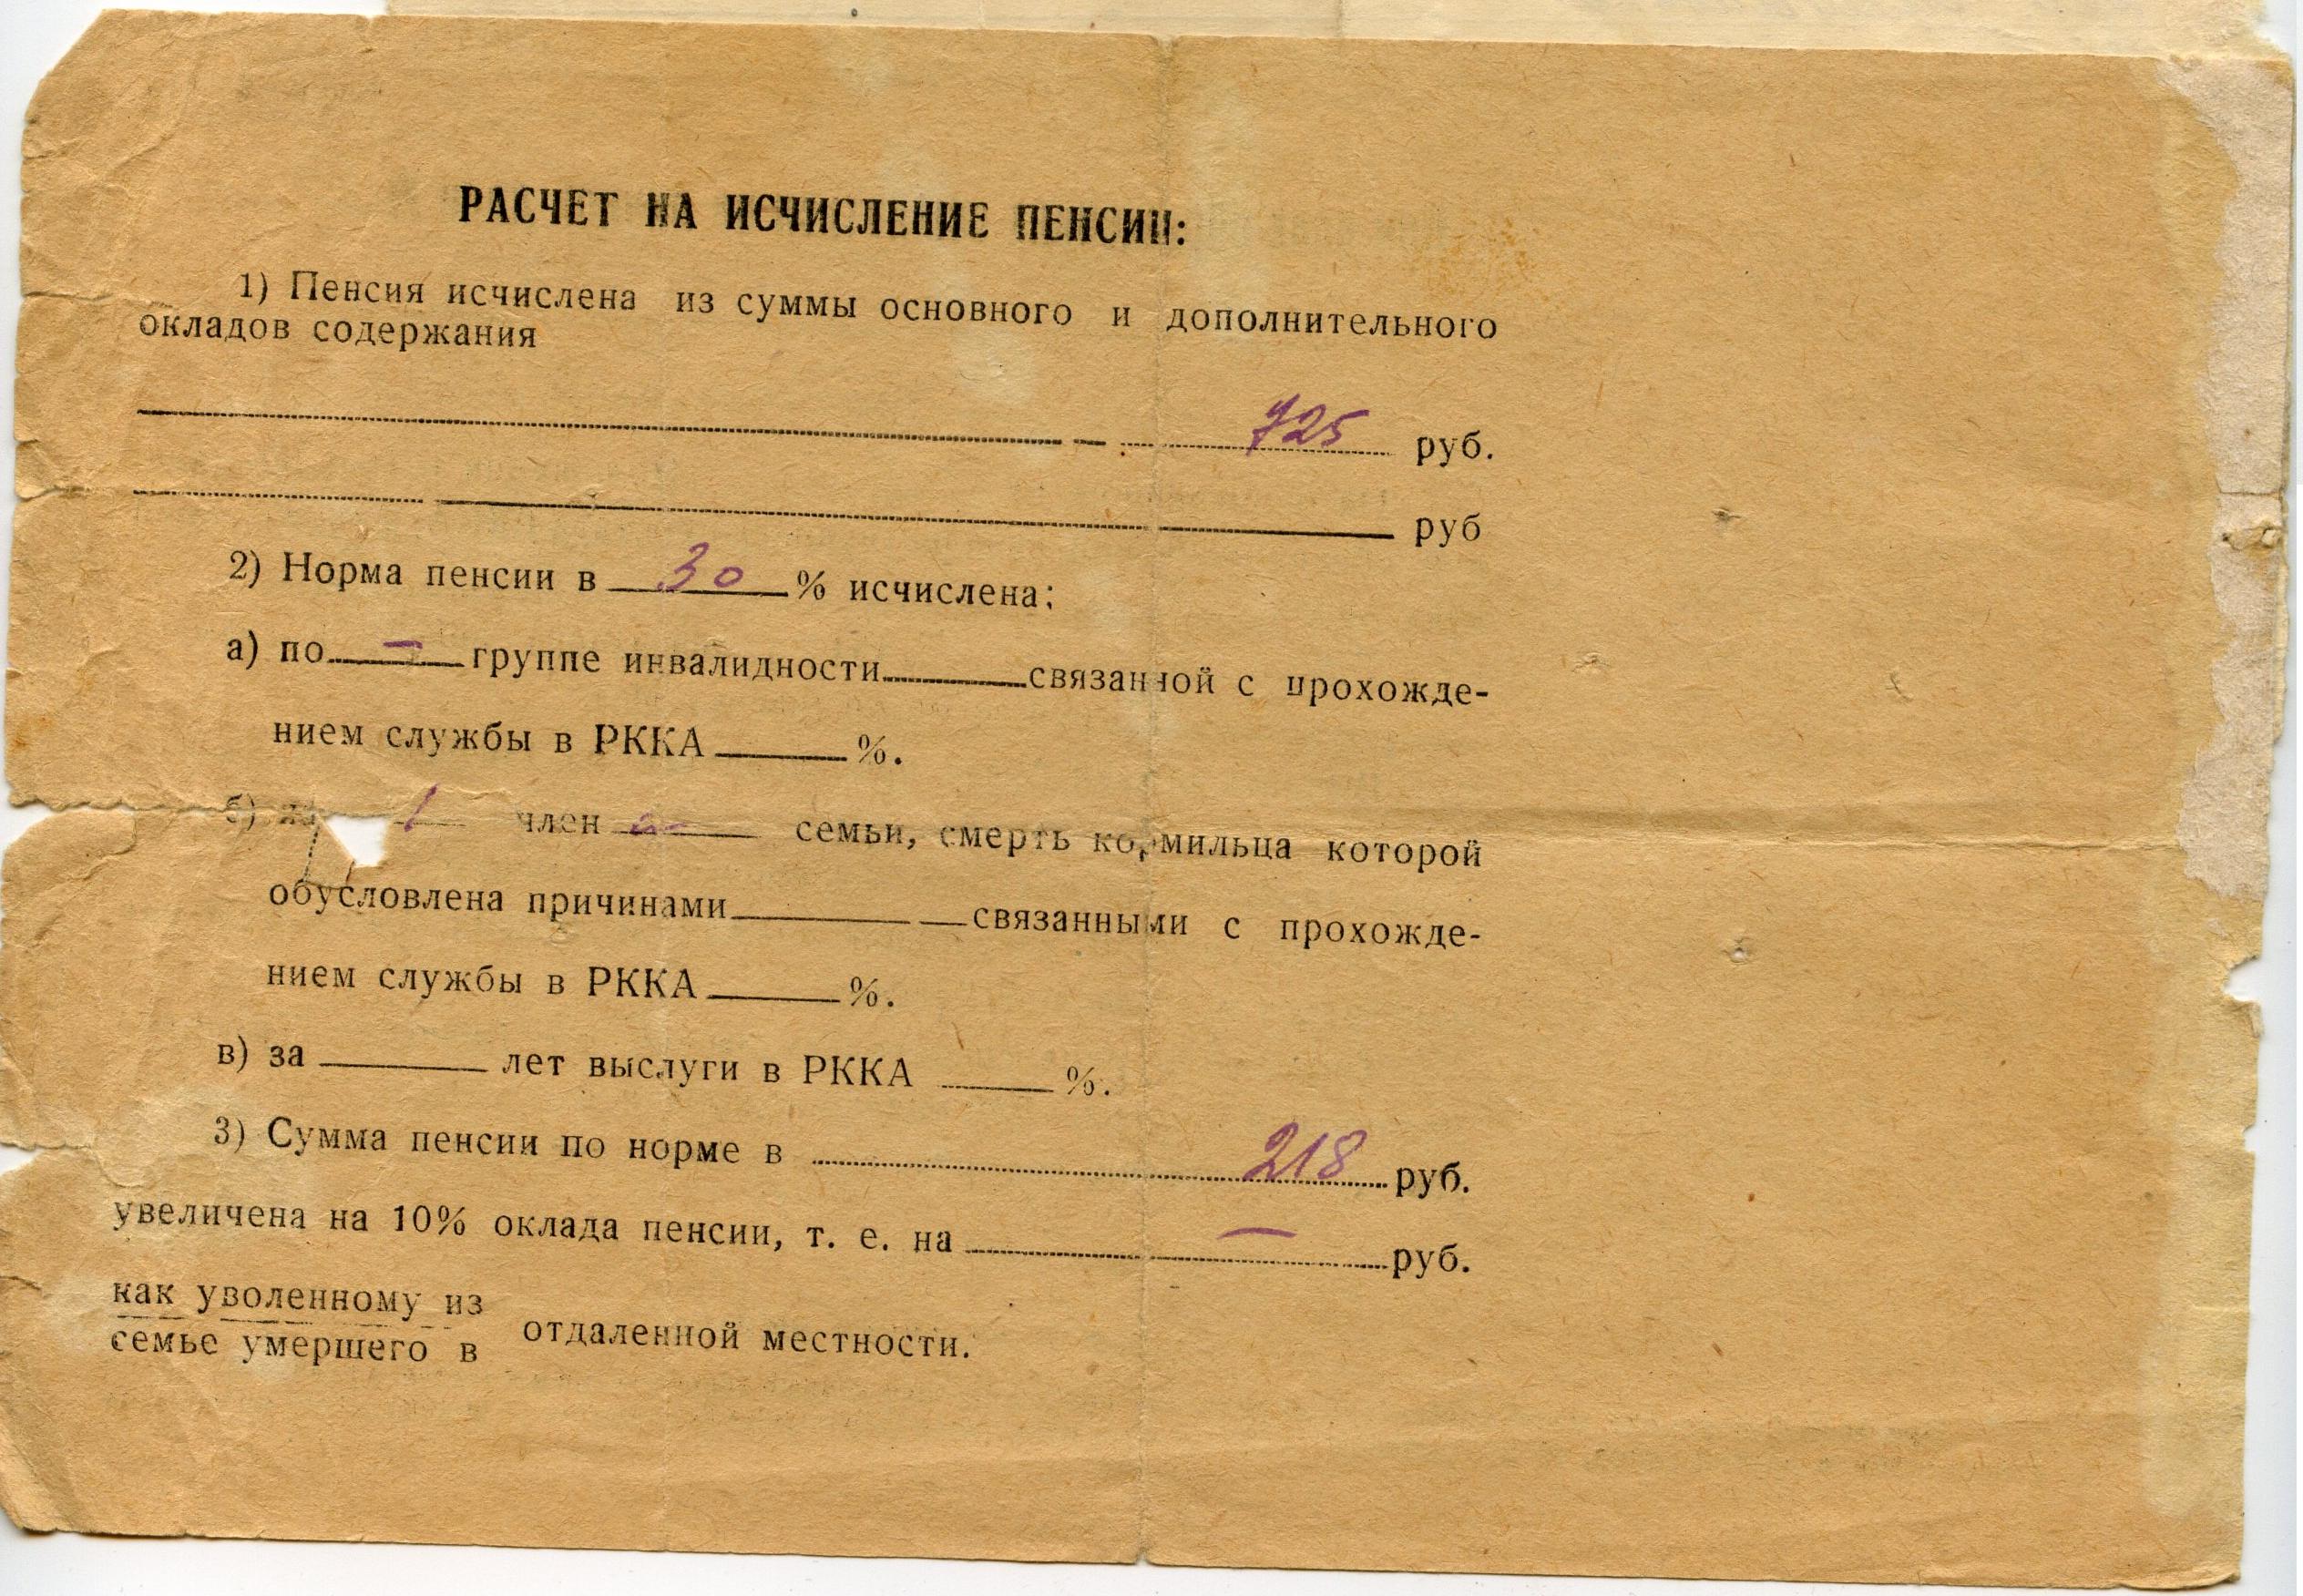 РАСЧЕТ НА ИСЧИСЛЕНИЕ ПЕНСИИ:
1) Пенсия исчислена из суммы основного и дополнительного
окладов содержания
725 руб.
руб
2) Норма пенсии в 30 % исчислена:
а) по — группе инвалидности связанной с прохожде-
нием службы в РККА %.
б) 1 член а семьи, смерть кормильца которой
обусловлена причинами связанными с прохожде-
нием службы в РККА %.
в) за лет выслуги в РККА %.
3) Сумма пенсии по норме в 218 руб.
увеличена на 10% оклада пенсии, т. е. на — руб.
как уволенному из
семье умершего в отдаленной местности.